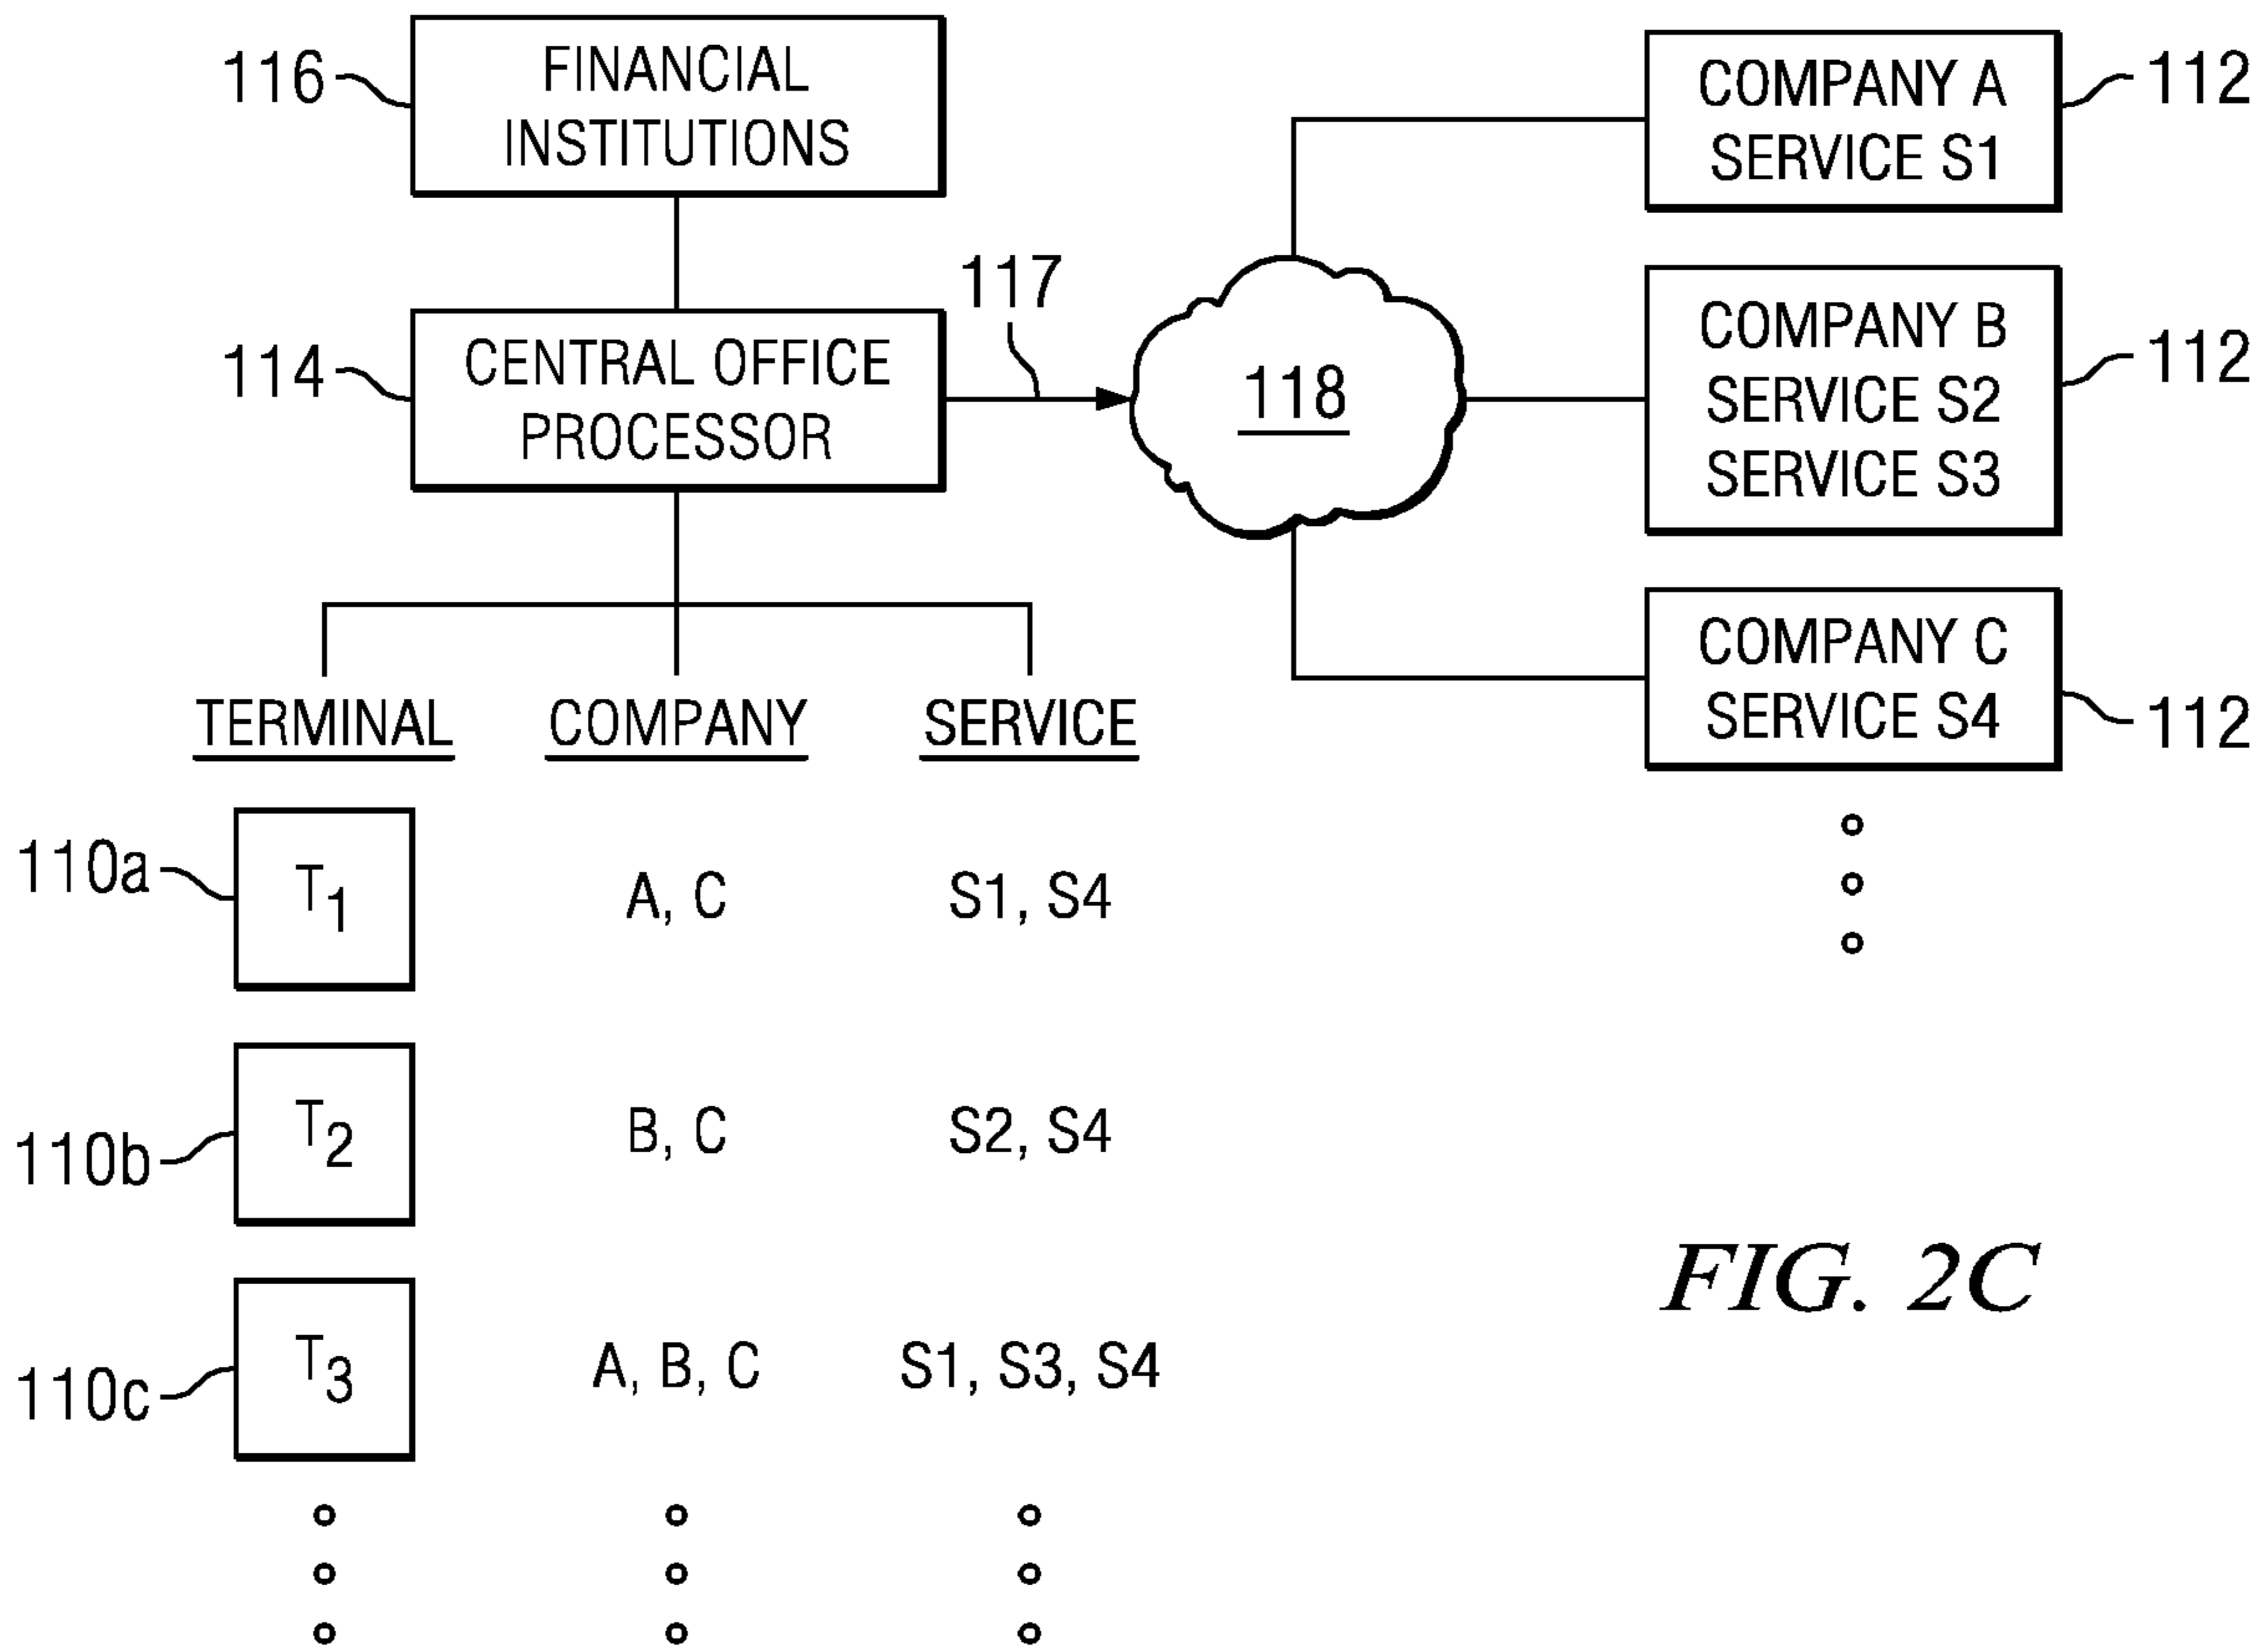 116
FINANCIAL
INSTITUTIONS
COMPANY A
SERVICE S1
112
117
114
CENTRAL OFFICE
PROCESSOR
118
COMPANY B
SERVICE S2
SERVICE S3
112
COMPANY C
SERVICE S4
112
TERMINAL COMPANY SERVICE
110a T1 A, C S1, S4
110b T2 B, C S2, S4
110c T3 A, B, C S1, S3, S4
FIG. 2C